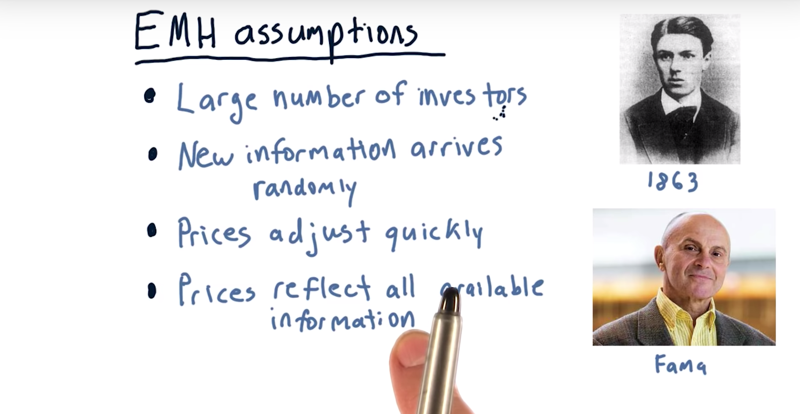 EMH assumptions
• Large number of investors
• New information arrives
randomly
• Prices adjust quickly
• Prices reflect all available
information
1863
Fama